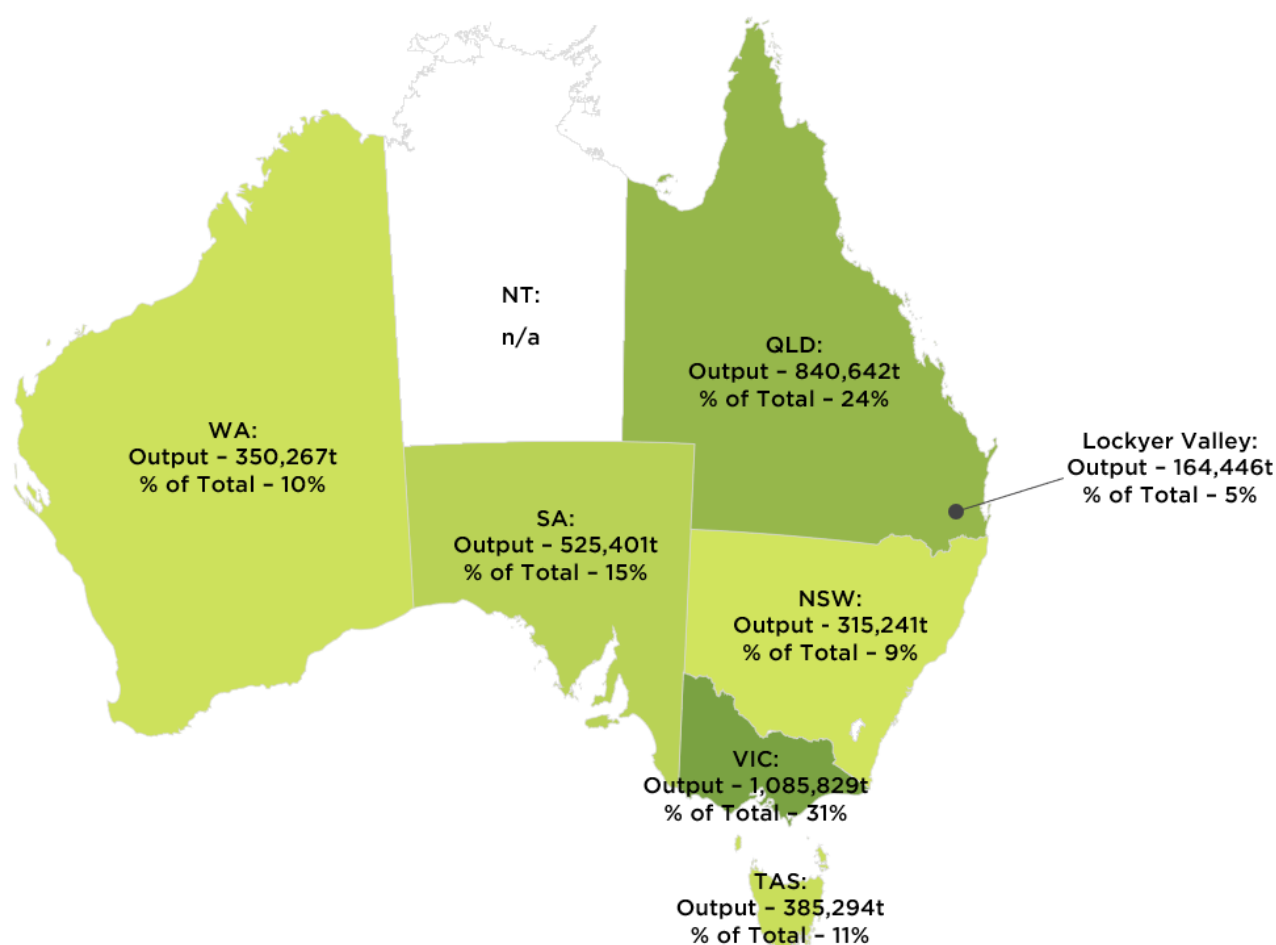 NT:
n/a
QLD:
Output – 840,642t
% of Total – 24%
WA:
Output – 350,267t
% of Total – 10%
Lockyer Valley:
Output – 164,446t
% of Total – 5%
SA:
Output – 525,401t
% of Total – 15%
NSW:
Output - 315,241t
% of Total – 9%
VIC:
Output – 1,085,829t
% of Total – 31%
TAS:
Output – 385,294t
% of Total – 11%